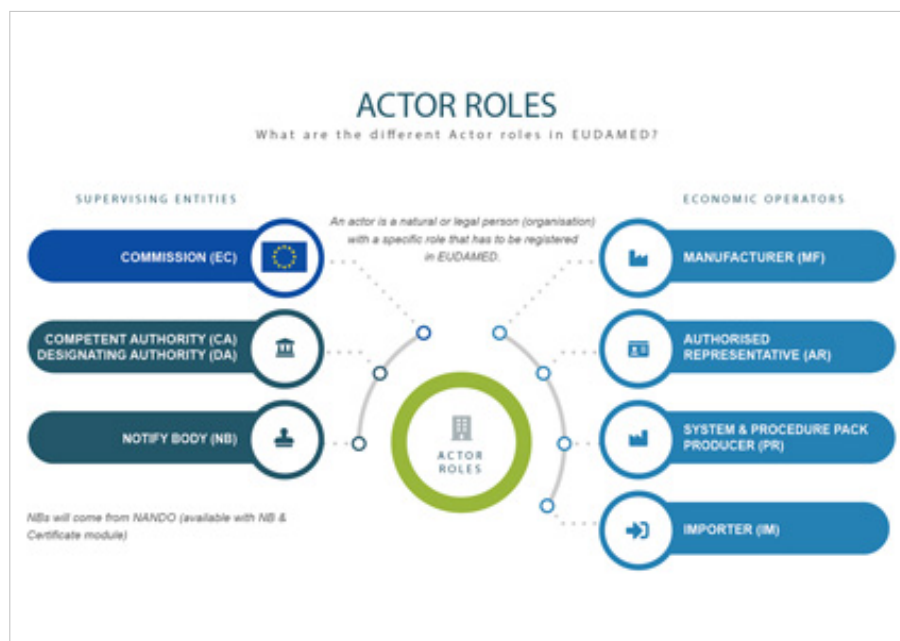 ACTOR ROLES
What are the different Actor roles in EUDAMED?
SUPERVISING ENTITIES
ECONOMIC OPERATORS
An actor is a natural or legal person (organisation)
with a specific role that has to be registered
in EUDAMED.
COMMISSION (EC)
COMPETENT AUTHORITY (CA)
DESIGNATING AUTHORITY (DA)
NOTIFY BODY (NB)
NBs will come from NANDO (available with NB &
Certificate module)
ACTOR
ROLES
MANUFACTURER (MF)
AUTHORISED
REPRESENTATIVE (AR)
SYSTEM & PROCEDURE PACK
PRODUCER (PR)
IMPORTER (IM)